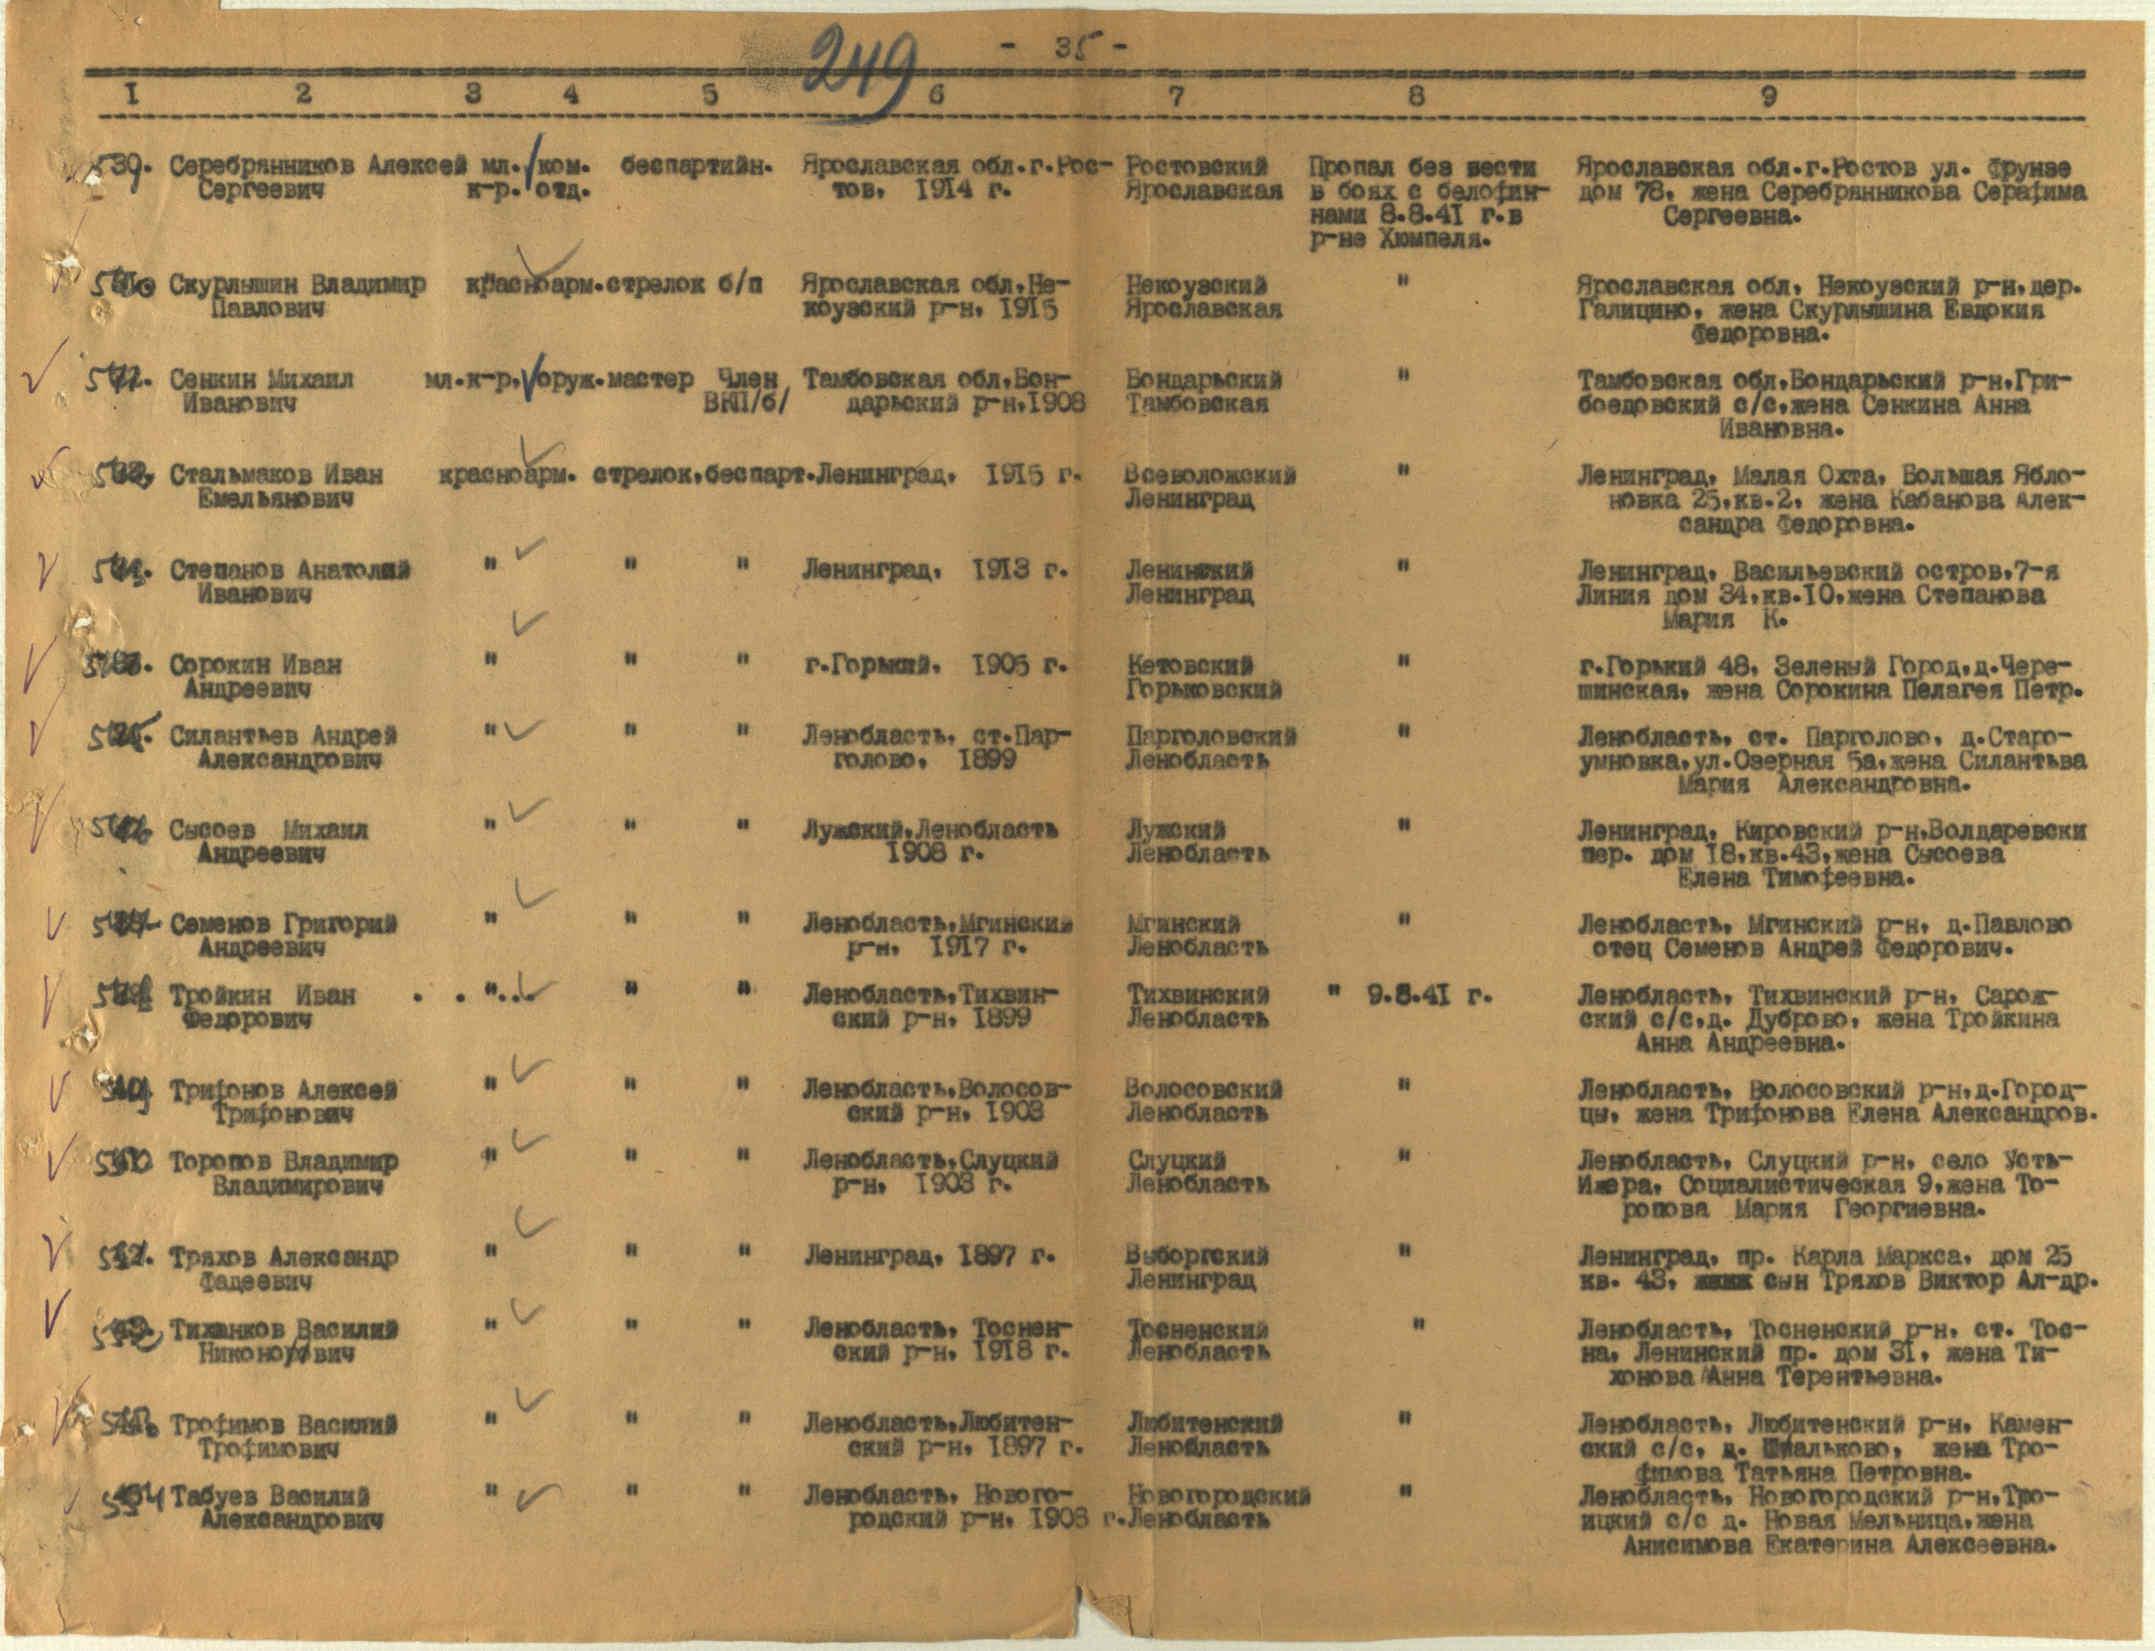 249
- 35 -
I 2 3 4 5 6 7 8 9
539. Серебрянников Алексей мл. ком. беспартийн. Ярославская обл.г.Рос- Ростовский Пропал без вести Ярославская обл.г.Ростов ул. Фрунзе
Сергеевич к-р. отд. тов, 1914 г. Ярославская в боях с белофин- дом 78, жена Серебрянникова Серафима
нами 8.8.41 г.в Сергеевна.
р-не Хюмпеля.
540 Скурлышин Владимир красноарм.стрелок б/п Ярославская обл,Не- Некоузский " Ярославская обл, Некоузский р-н,дер.
Павлович коузский р-н, 1915 Ярославская Галицино, жена Скурлышина Евдокия
Федоровна.
Сенкин Михаил мл.к-р, оруж.мастер Член Тамбовская обл,Бон- Бондарьский " Тамбовская обл,Бондарьский р-н,Гри-
Иванович ВКП/б/ дарьский р-н,1908 Тамбовская боедовский с/с,жена Сенкина Анна
Ивановна.
Стальмаков Иван красноарм. стрелок,беспарт.Ленинград, 1915 г. Всеволожский " Ленинград, Малая Охта, Большая Ябло-
Емельянович Ленинград новка 25,кв.2, жена Кабанова Алек-
сандра Федоровна.
Степанов Анатолий " " " Ленинград, 1913 г. Ленинский " Ленинград, Васильевский остров,7-я
Иванович Ленинград Линия дом 34,кв.10,жена Степанова
Мария К.
Сорокин Иван " " " г.Горький, 1905 г. Кетовский " г.Горький 48, Зеленый Город,д.Чере-
Андреевич Горьковский шинская, жена Сорокина Пелагея Петр.
Силантьев Андрей " " " Ленобласть, ст.Пар- Парголовский " Ленобласть, ст. Парголово, д.Старо-
Александрович голово, 1899 Ленобласть умновка,ул.Озерная 5а,жена Силантьва
Мария Александровна.
Сысоев Михаил " " " Лужский,Ленобласть Лужский " Ленинград, Кировский р-н,Волдаревски
Андреевич 1908 г. Ленобласть пер. дом 18,кв.43,жена Сысоева
Елена Тимофеевна.
Семенов Григорий " " " Ленобласть,Мгинский Мгинский " Ленобласть, Мгинский р-н, д.Павлово
Андреевич р-н, 1917 г. Ленобласть отец Семенов Андрей Федорович.
Тройкин Иван . . "... " " Ленобласть,Тихвин- Тихвинский " 9.8.41 г. Ленобласть, Тихвинский р-н, Сарож-
Федорович ский р-н, 1899 Ленобласть ский с/с,д. Дуброво, жена Тройкина
Анна Андреевна.
Трифонов Алексей " " " Ленобласть,Волосов- Волосовский " Ленобласть, Волосовский р-н,д.Город-
Трифонович ский р-н, 1903 Ленобласть цы, жена Трифонова Елена Александров.
Торопов Владимир " " " Ленобласть,Слуцкий Слуцкий " Ленобласть, Слуцкий р-н, село Усть-
Владимирович р-н, 1903 г. Ленобласть Ижера, Социалистическая 9,жена То-
ропова Мария Георгиевна.
Тряхов Александр " " " Ленинград, 1897 г. Выборгский " Ленинград, пр. Карла Маркса, дом 25
Фадеевич Ленинград кв. 43, сын Тряхов Виктор Ал-др.
Тиханков Василий " " " Ленобласть, Тоснен- Тосненский " Ленобласть, Тосненский р-н, ст. Тос-
Никонорович ский р-н, 1918 г. Ленобласть на, Ленинский пр. дом 31, жена Ти-
хонова Анна Терентьевна.
Трофимов Василий " " " Ленобласть,Любитен- Любитенский " Ленобласть, Любитенский р-н, Камен-
Трофимович ский р-н, 1897 г. Ленобласть ский с/с, д. жена Тро-
фимова Татьяна Петровна.
554 Табуев Василий " " " Ленобласть, Нового- Новогородский " Ленобласть, Новогородский р-н,Тро-
Александрович родский р-н, 1908 г.Ленобласть ицкий с/с д. Новая Мельница,жена
Анисимова Екатерина Алексеевна.